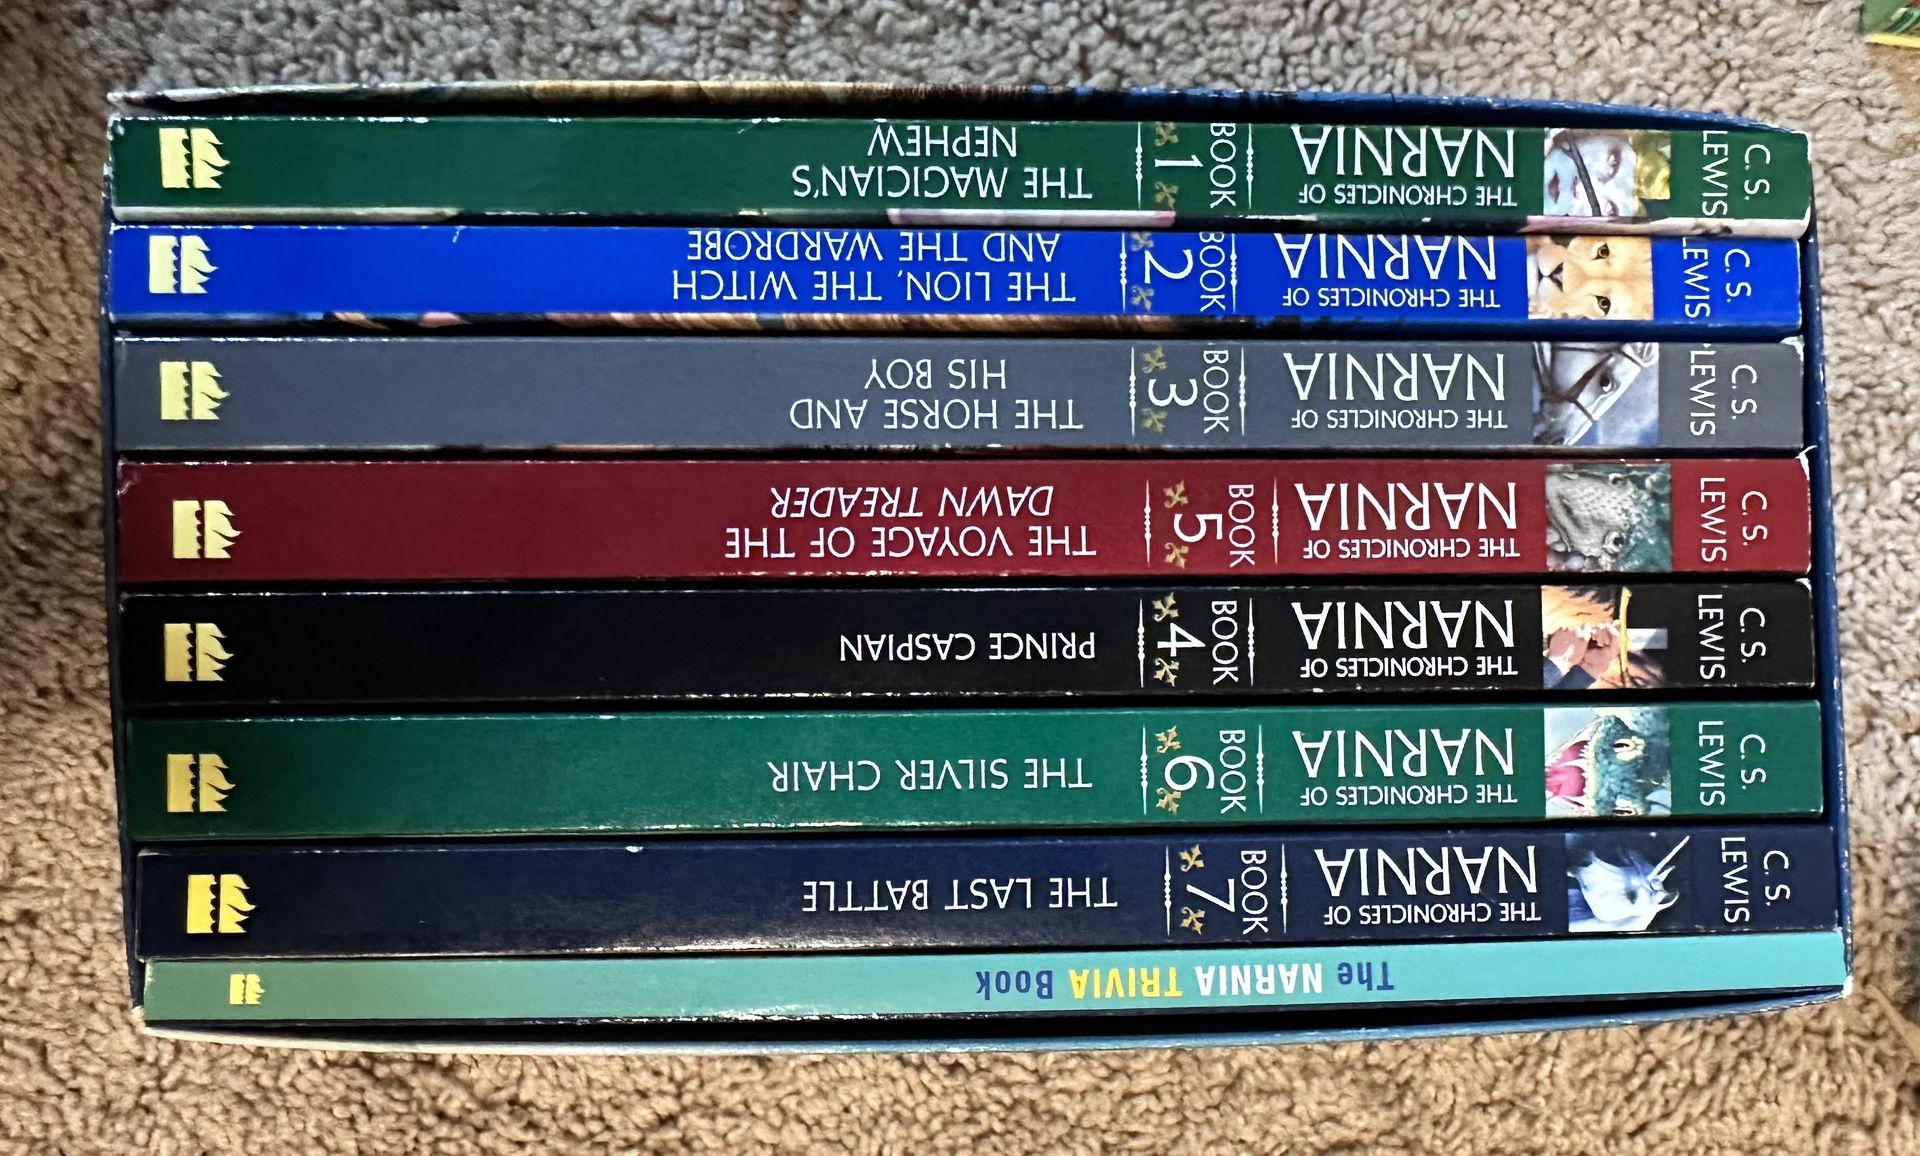 C. S.
LEWIS
THE CHRONICLES OF
NARNIA
BOOK
1
THE MAGICIAN'S
NEPHEW
C. S.
LEWIS
THE CHRONICLES OF
NARNIA
BOOK
2
THE LION, THE WITCH
AND THE WARDROBE
C. S.
LEWIS
THE CHRONICLES OF
NARNIA
BOOK
3
THE HORSE AND
HIS BOY
C. S.
LEWIS
THE CHRONICLES OF
NARNIA
BOOK
5
THE VOYAGE OF THE
DAWN TREADER
C. S.
LEWIS
THE CHRONICLES OF
NARNIA
BOOK
4
PRINCE CASPIAN
C. S.
LEWIS
THE CHRONICLES OF
NARNIA
BOOK
6
THE SILVER CHAIR
C. S.
LEWIS
THE CHRONICLES OF
NARNIA
BOOK
7
THE LAST BATTLE
The NARNIA TRIVIA Book